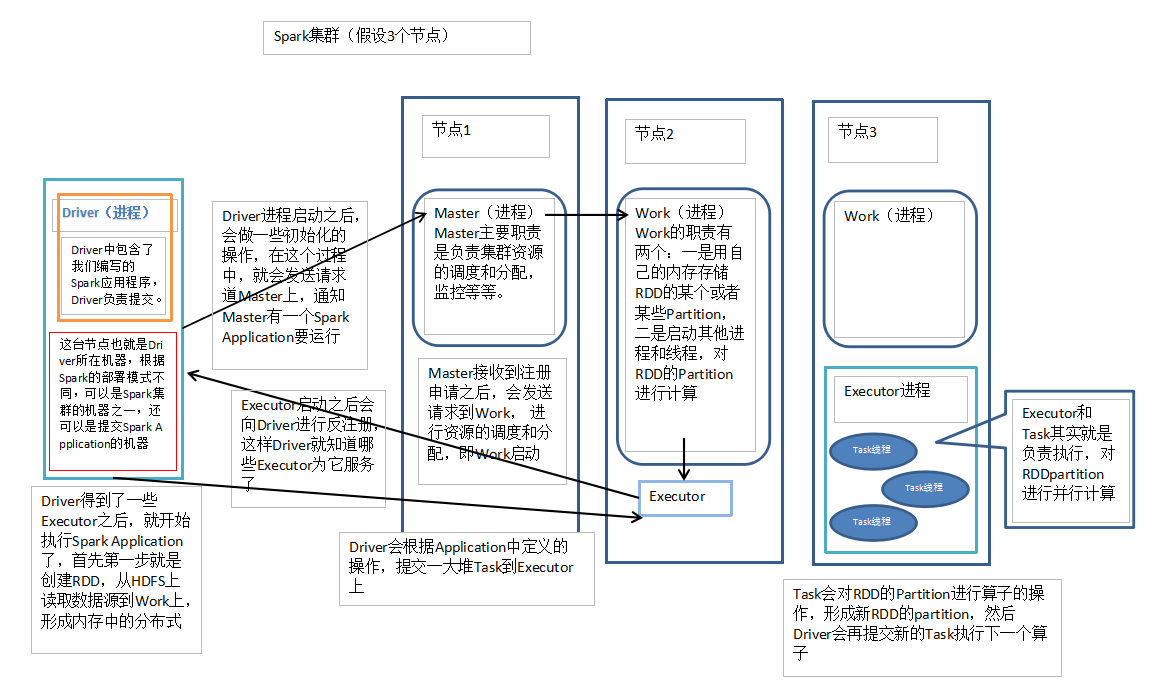 Spark集群（假设3个节点）
节点1
节点2
节点3
Driver（进程）
Driver中包含了
我们编写的
Spark应用程序，
Driver负责提交。
这台节点也就是Dri
ver所在机器，根据
Spark的部署模式不
同，可以是Spark集
群的机器之一，还
可以是提交Spark A
pplication的机器
Driver得到了一些
Executor之后，就开始
执行Spark Application
了，首先第一步就是
创建RDD，从HDFS上
读取数据源到Work上，
形成内存中的分布式
Driver进程启动之后，
会做一些初始化的
操作，在这个过程
中，就会发送请求
道Master上，通知
Master有一个Spark
Application要运行
Executor启动之后会
向Driver进行反注册，
这样Driver就知道哪
些Executor为它服务
了
Master（进程）
Master主要职责
是负责集群资源
的调度和分配，
监控等等。
Master接收到注册
申请之后，会发送
请求到Work， 进
行资源的调度和分
配，即Work启动
Driver会根据Application中定义的
操作，提交一大堆Task到Executor
上
Work（进程）
Work的职责有
两个：一是用自
己的内存存储
RDD的某个或者
某些Partition，
二是启动其他进
程和线程，对
RDD的Partition
进行计算
Executor
Work（进程）
Executor进程
Task线程
Task线程
Task线程
Executor和
Task其实就是
负责执行，对
RDDpartition
进行并行计算
Task会对RDD的Partition进行算子的操
作，形成新RDD的partition，然后
Driver会再提交新的Task执行下一个算
子